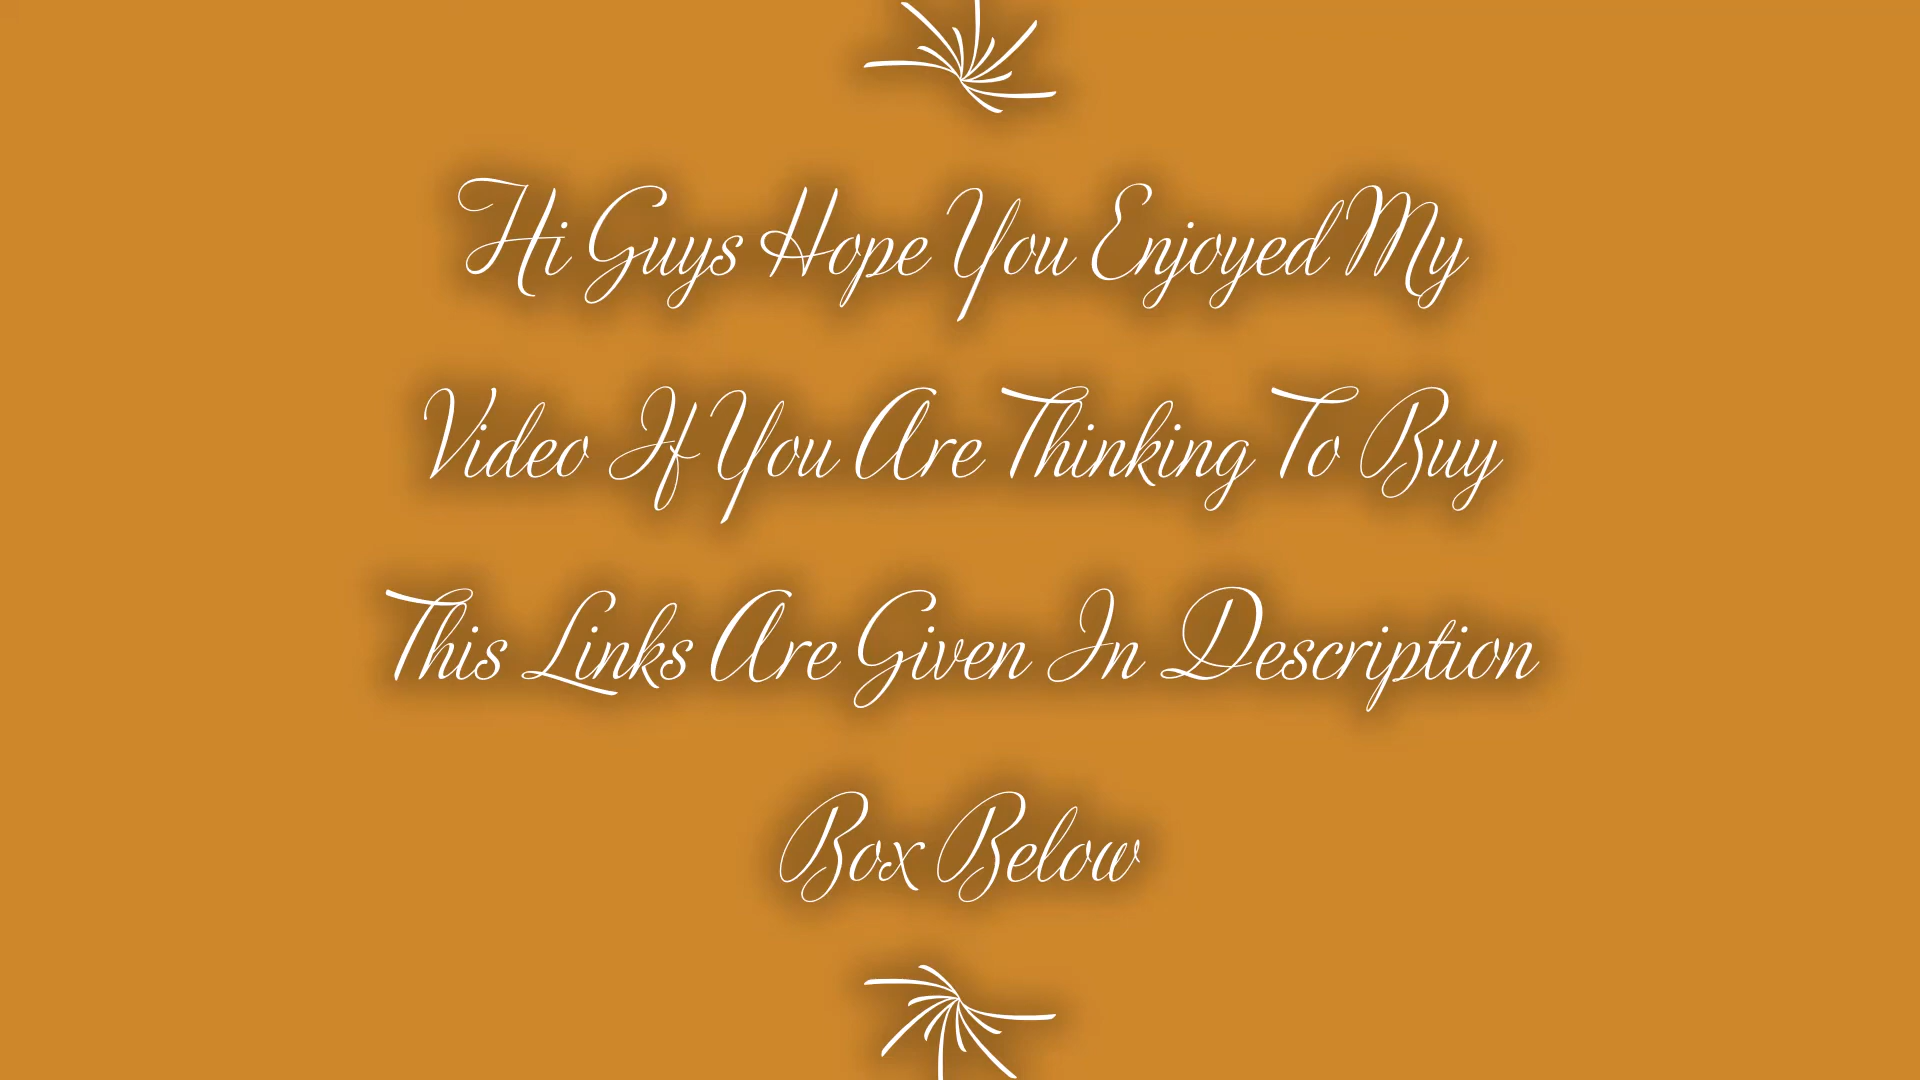 Hi Guys Hope You Enjoyed My
Video If You Are Thinking To Buy
This Links Are Given In Description
Box Below